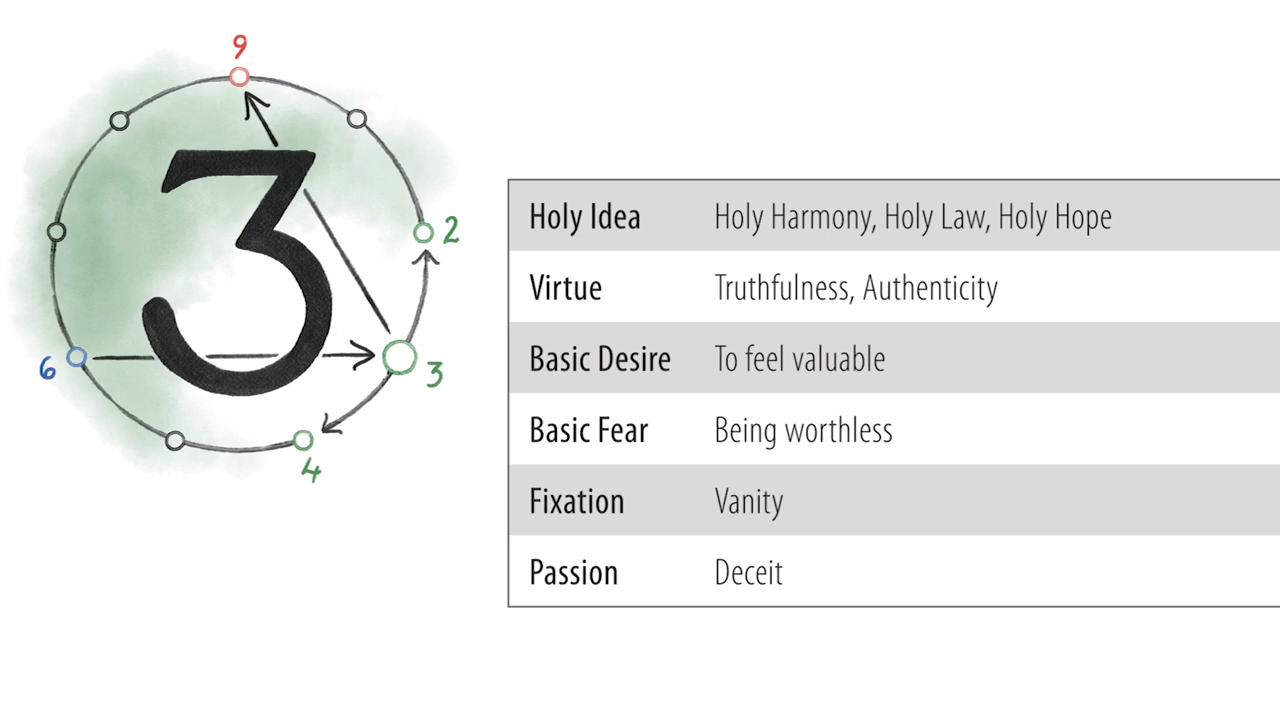 9
3
2
6
3
4
Holy Idea Holy Harmony, Holy Law, Holy Hope
Virtue Truthfulness, Authenticity
Basic Desire To feel valuable
Basic Fear Being worthless
Fixation Vanity
Passion Deceit